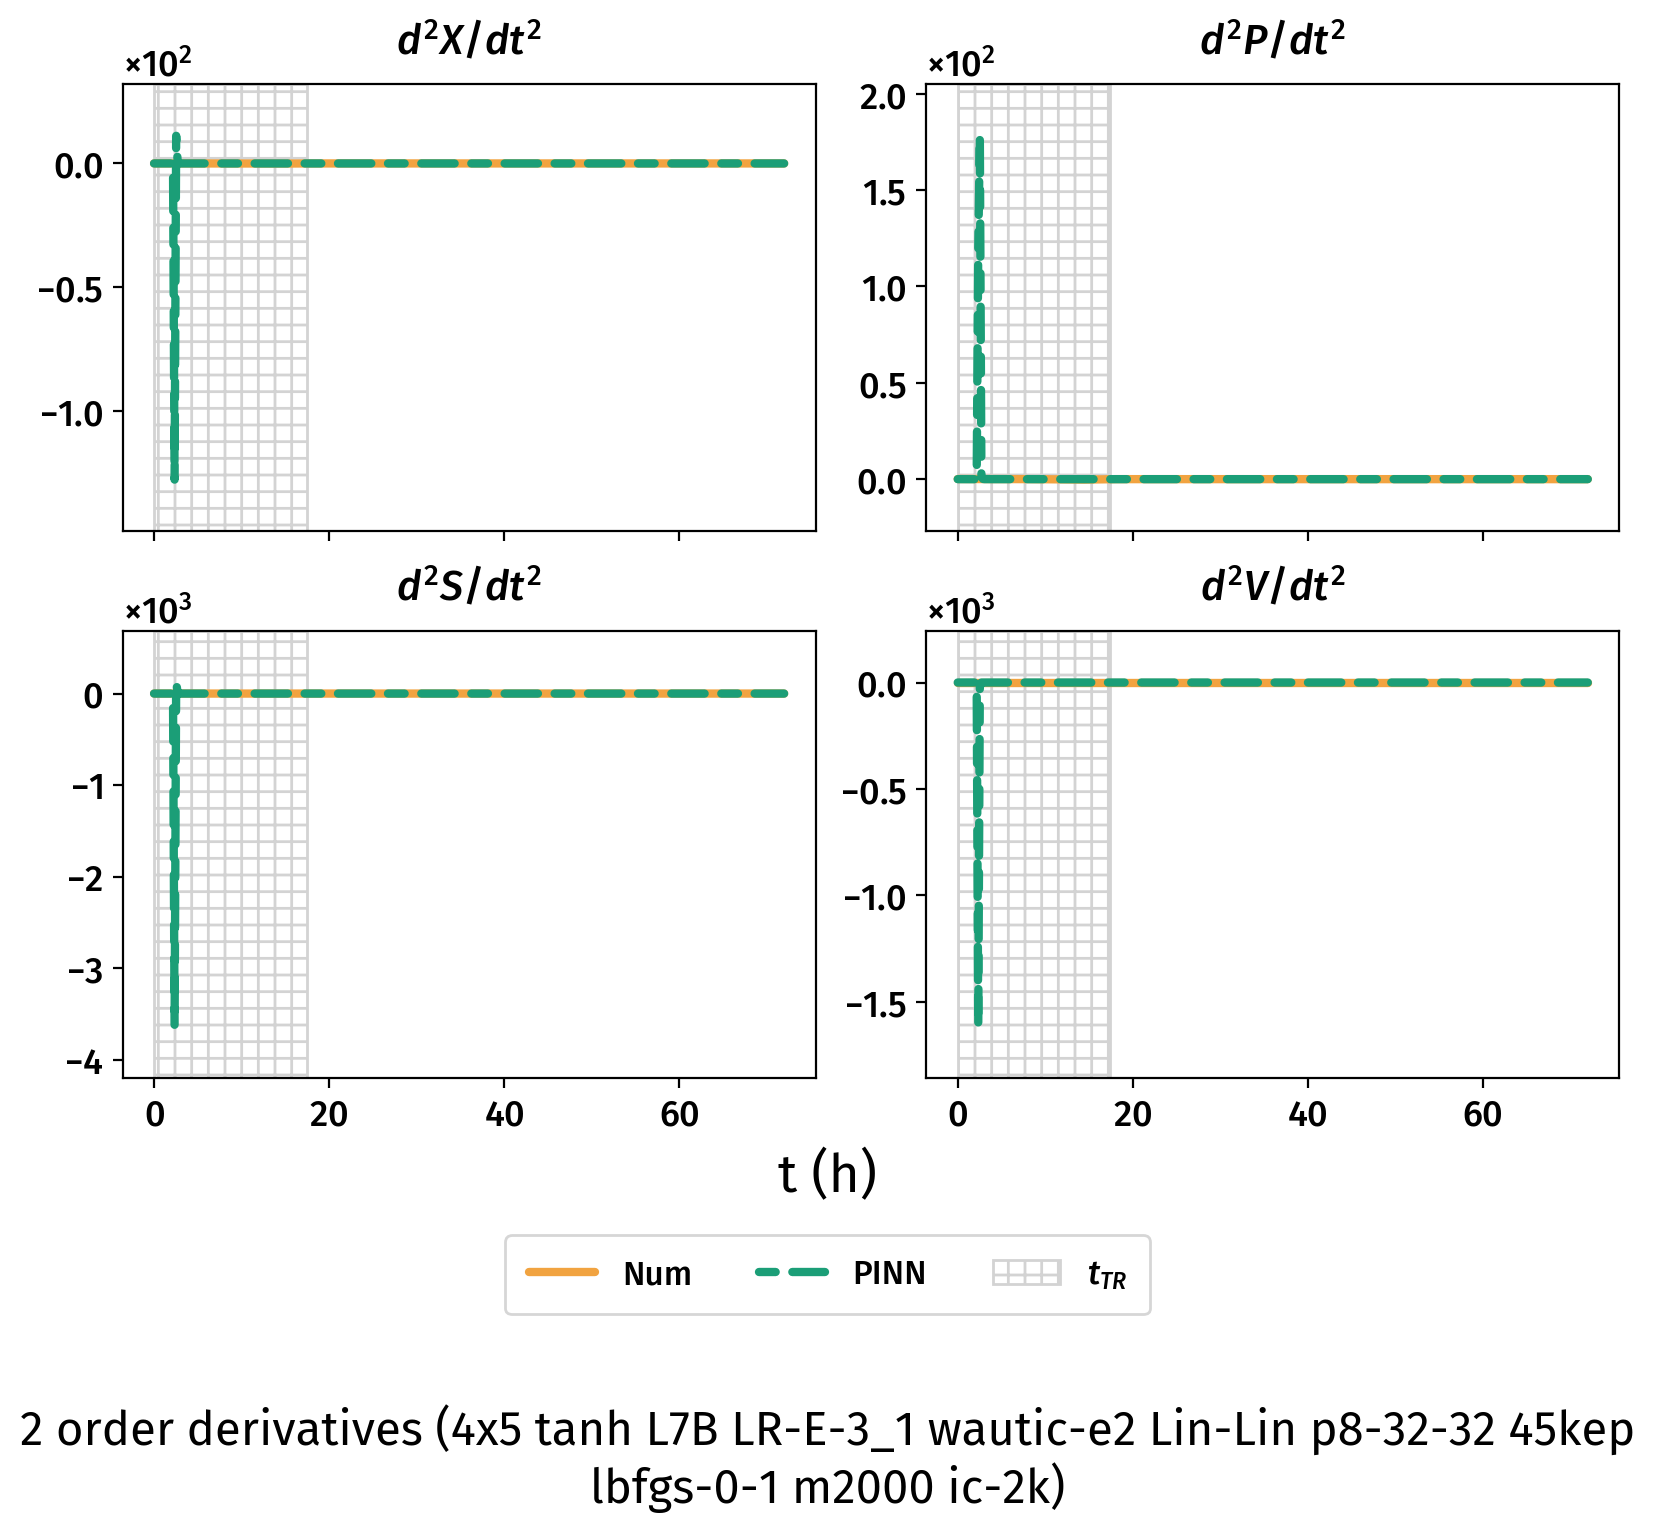 d²X/dt²
×10²
0.0
−0.5
−1.0
d²P/dt²
×10²
2.0
1.5
1.0
0.5
0.0
d²S/dt²
×10³
0
−1
−2
−3
−4
0 20 40 60
d²V/dt²
×10³
0.0
−0.5
−1.0
−1.5
0 20 40 60
t (h)
Num PINN t_TR
2 order derivatives (4x5 tanh L7B LR-E-3_1 wautic-e2 Lin-Lin p8-32-32 45kep
lbfgs-0-1 m2000 ic-2k)